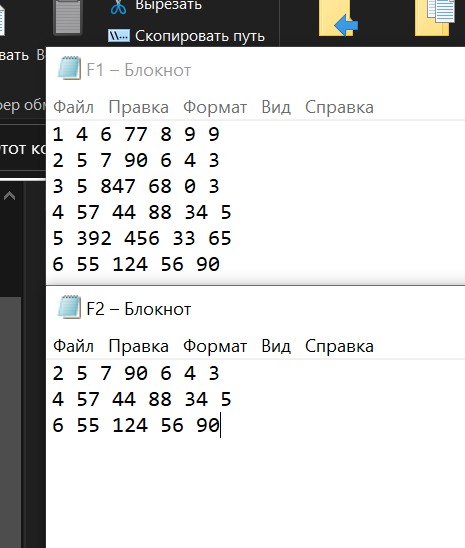 Вырезать
Скопировать путь
F1 – Блокнот
Файл Правка Формат Вид Справка
1 4 6 77 8 9 9
2 5 7 90 6 4 3
3 5 847 68 0 3
4 57 44 88 34 5
5 392 456 33 65
6 55 124 56 90
F2 – Блокнот
Файл Правка Формат Вид Справка
2 5 7 90 6 4 3
4 57 44 88 34 5
6 55 124 56 90